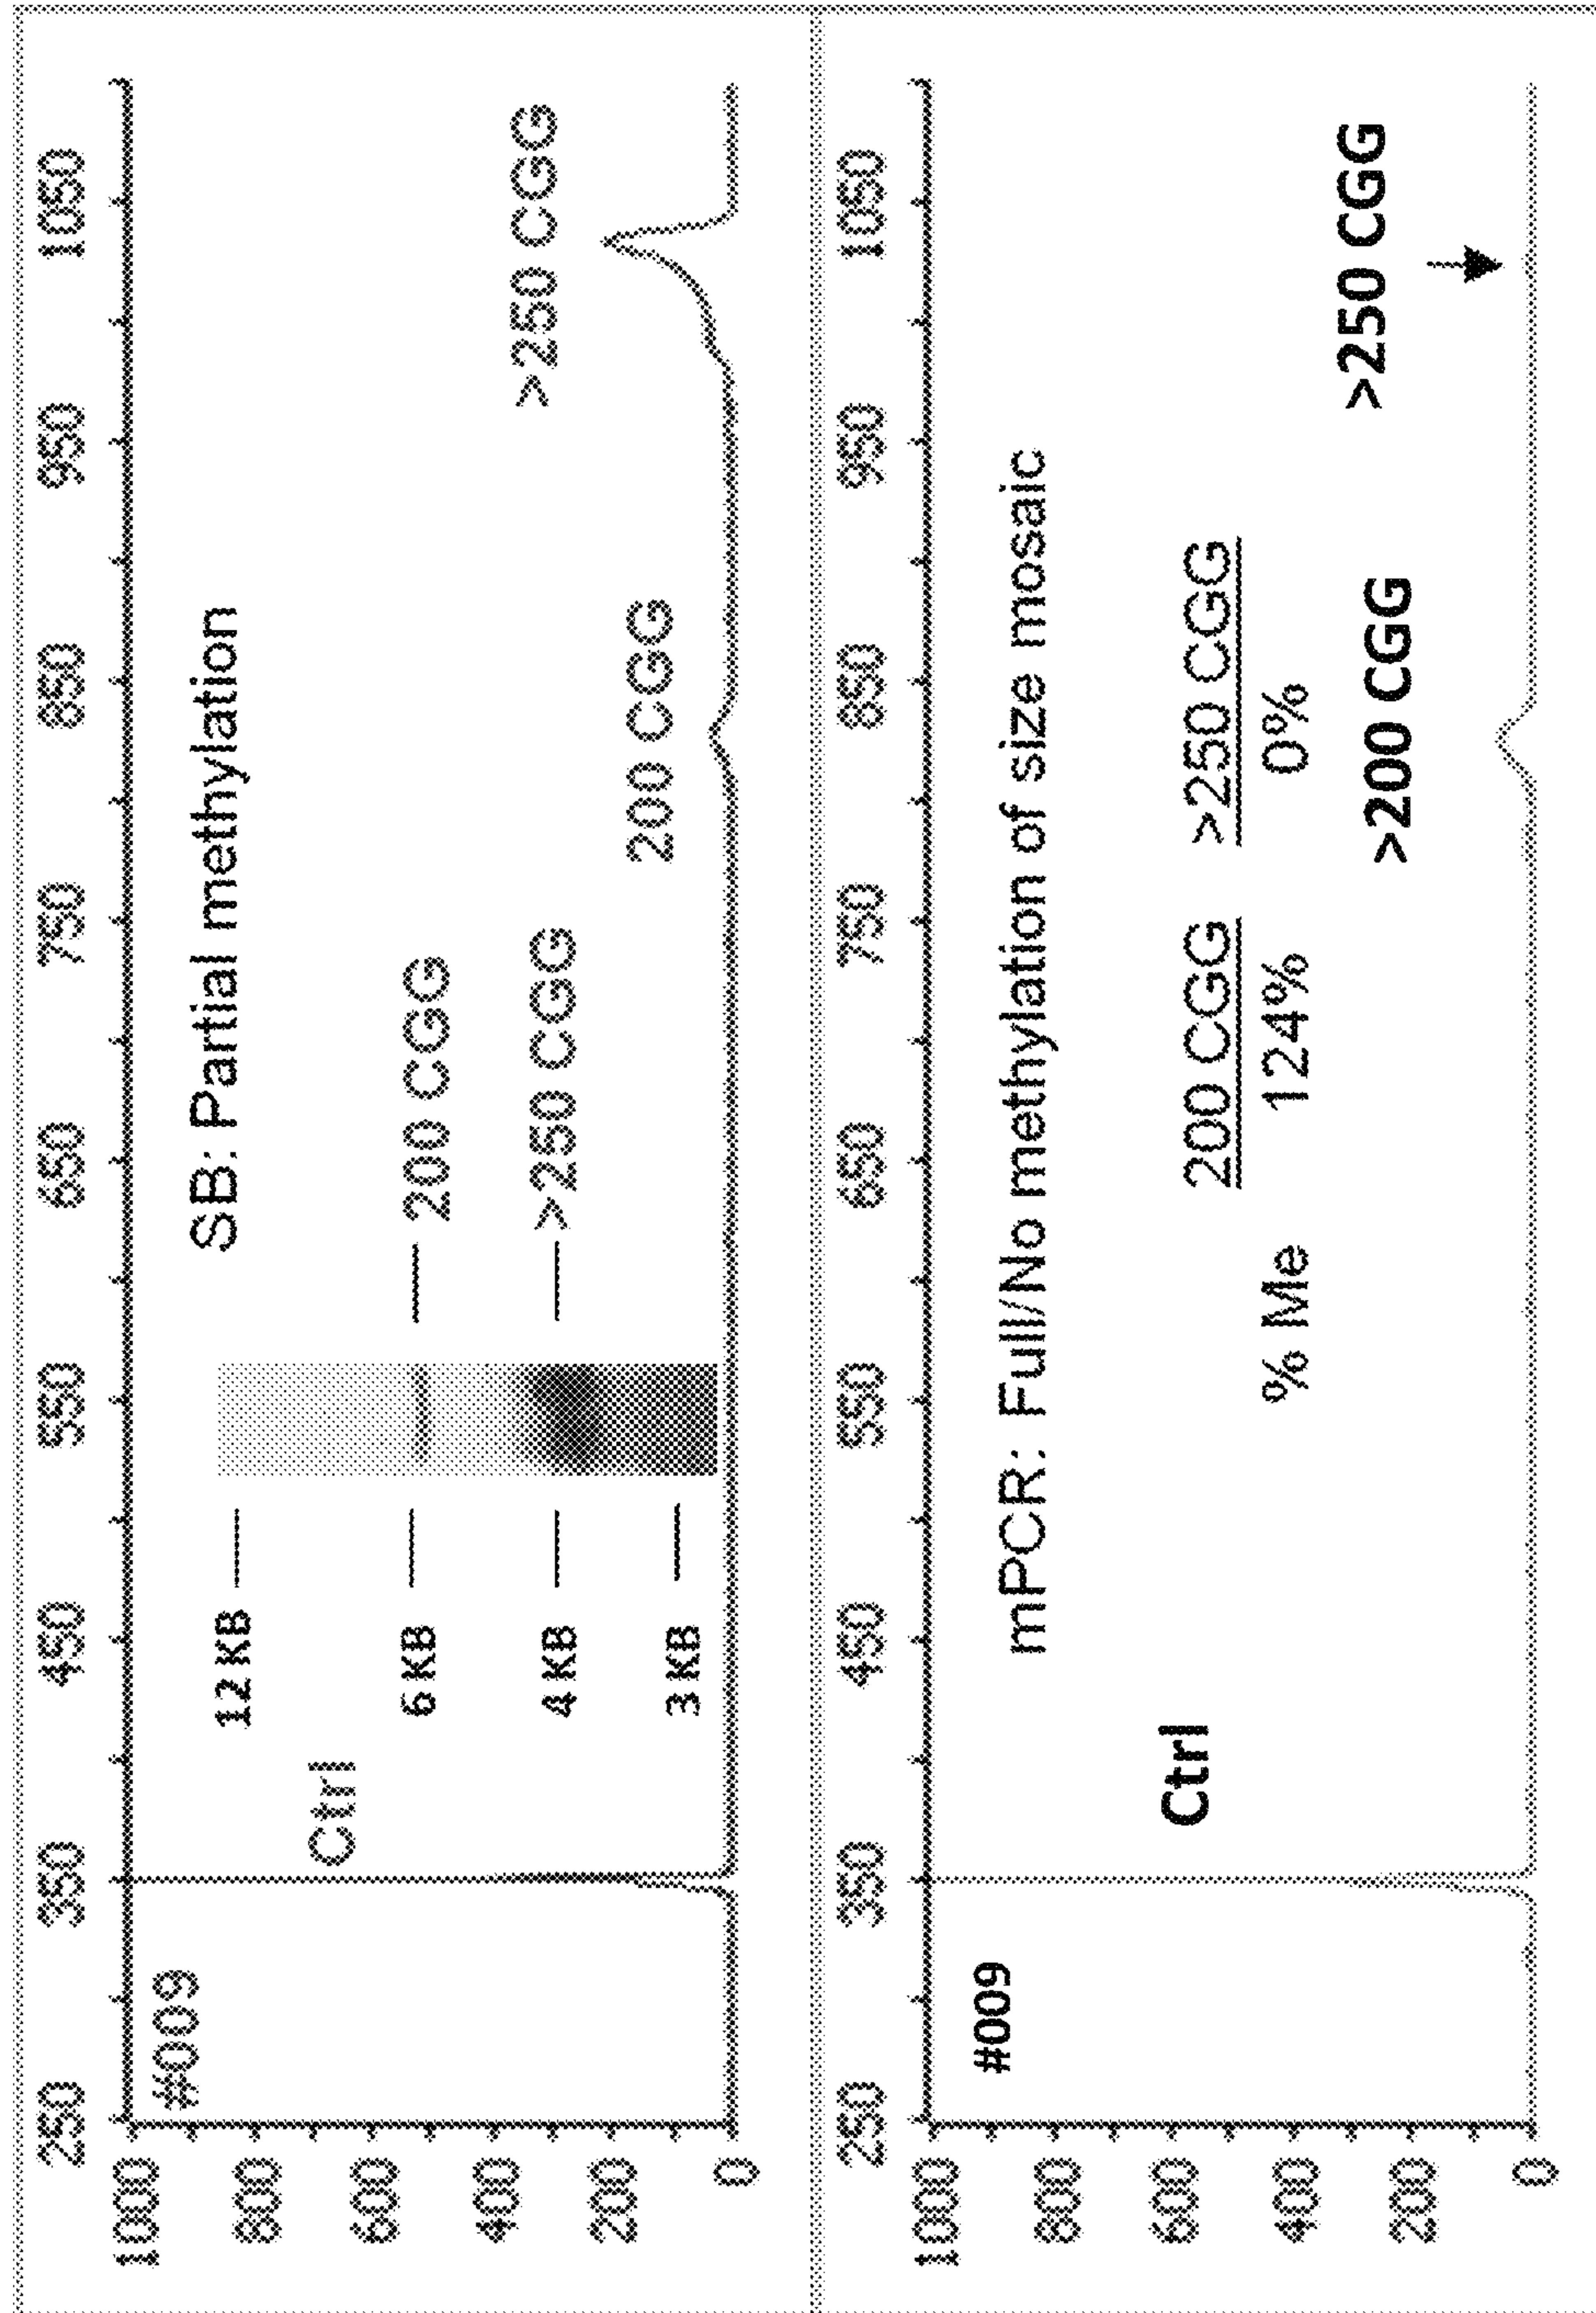 250 350 450 550 650 750 850 950 1050
1000
800
600
400
200
0
#009
Ctrl
SB: Partial methylation
12 KB
6 KB
4 KB
3 KB
200 CGG
>250 CGG
200 CGG
>250 CGG
250 350 450 550 650 750 850 950 1050
1000
800
600
400
200
0
#009
Ctrl
mPCR: Full/No methylation of size mosaic
200 CGG >250 CGG
% Me 124% 0%
>200 CGG
>250 CGG